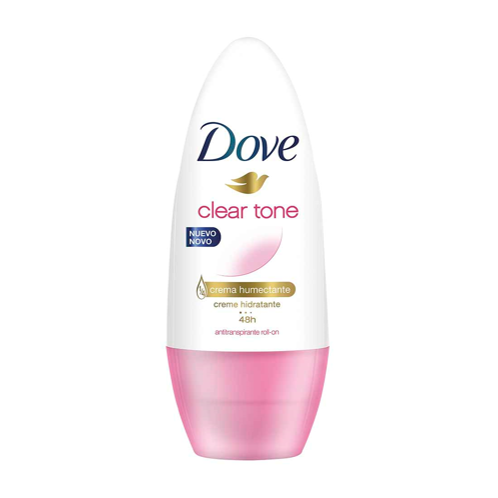 Dove
clear tone
NUEVO
NOVO
crema humectante
creme hidratante
48h
antitranspirante roll-on